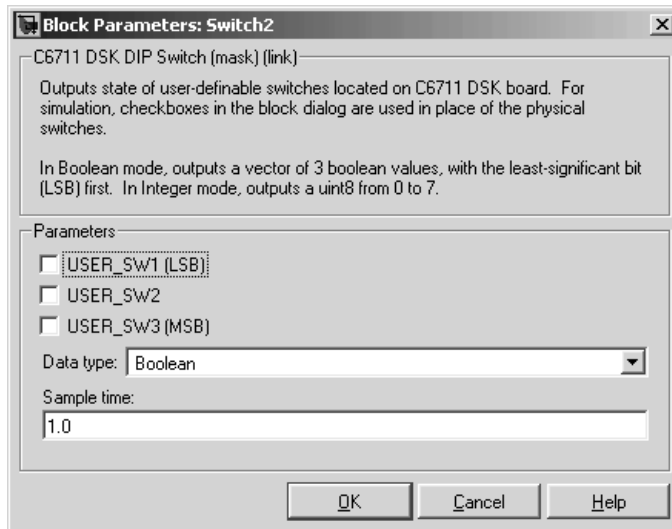 Block Parameters: Switch2
C6711 DSK DIP Switch (mask) (link)
Outputs state of user-definable switches located on C6711 DSK board. For
simulation, checkboxes in the block dialog are used in place of the physical
switches.
In Boolean mode, outputs a vector of 3 boolean values, with the least-significant bit
(LSB) first. In Integer mode, outputs a uint8 from 0 to 7.
Parameters
USER_SW1 (LSB)
USER_SW2
USER_SW3 (MSB)
Data type: Boolean
Sample time:
1.0
OK Cancel Help